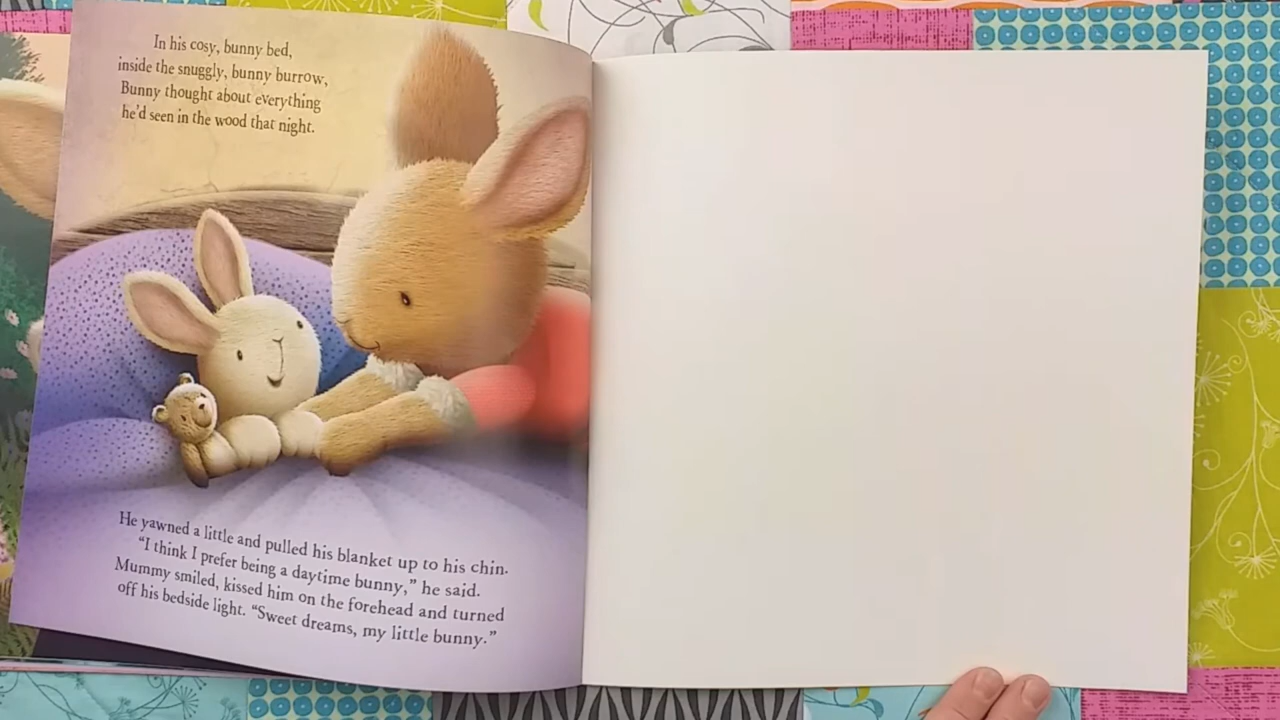 In his cosy, bunny bed,
inside the snuggly, bunny burrow,
Bunny thought about everything
he'd seen in the wood that night.
He yawned a little and pulled his blanket up to his chin.
“I think I prefer being a daytime bunny,” he said.
Mummy smiled, kissed him on the forehead and turned
off his bedside light. “Sweet dreams, my little bunny.”